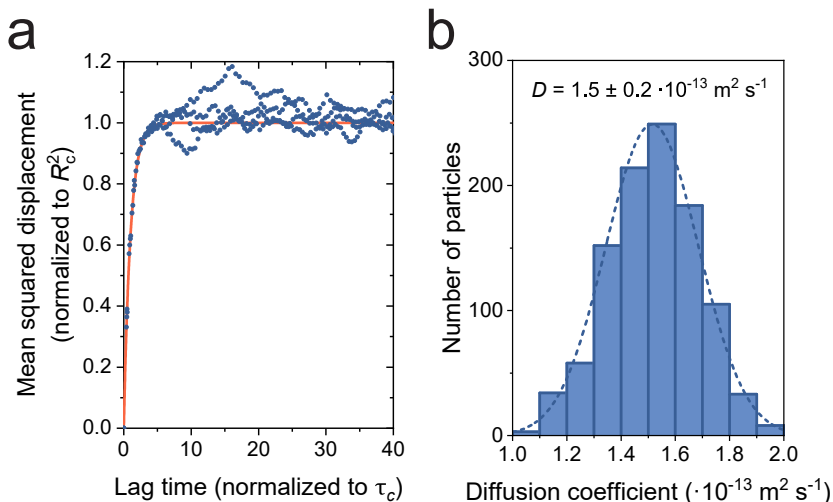 a
Mean squared displacement
(normalized to R_c^2)
1.2
1.0
0.8
0.6
0.4
0.2
0.0
0
10
20
30
40
Lag time (normalized to τ_c)
b
Number of particles
300
200
100
0
D = 1.5 ± 0.2 ·10^-13 m^2 s^-1
1.0
1.2
1.4
1.6
1.8
2.0
Diffusion coefficient (·10^-13 m^2 s^-1)